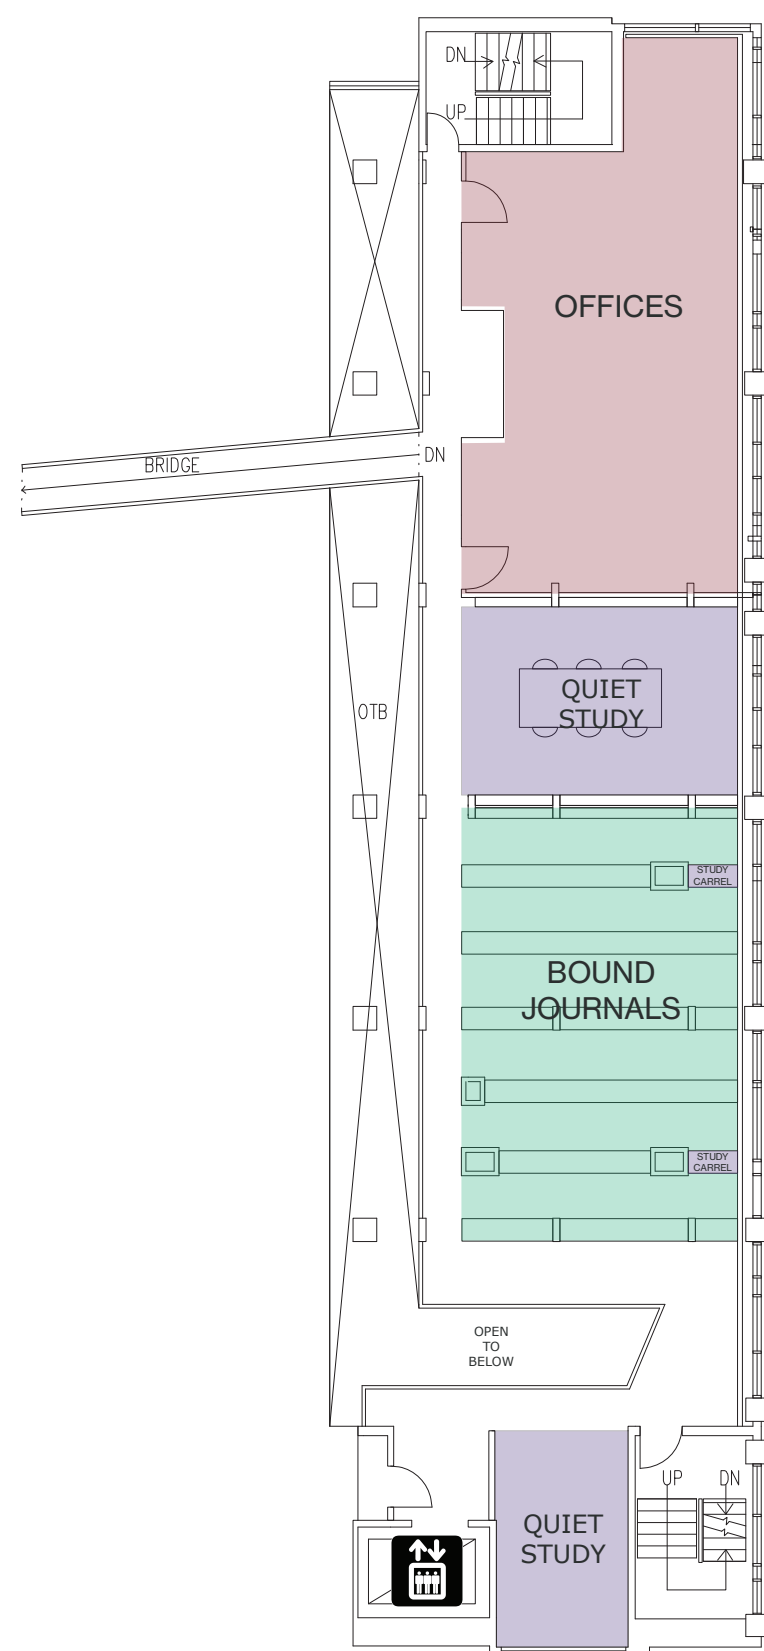 DN
UP
OFFICES
BRIDGE
DN
QUIET
STUDY
OTB
STUDY
CARREL
BOUND
JOURNALS
STUDY
CARREL
OPEN
TO
BELOW
UP DN
QUIET
STUDY